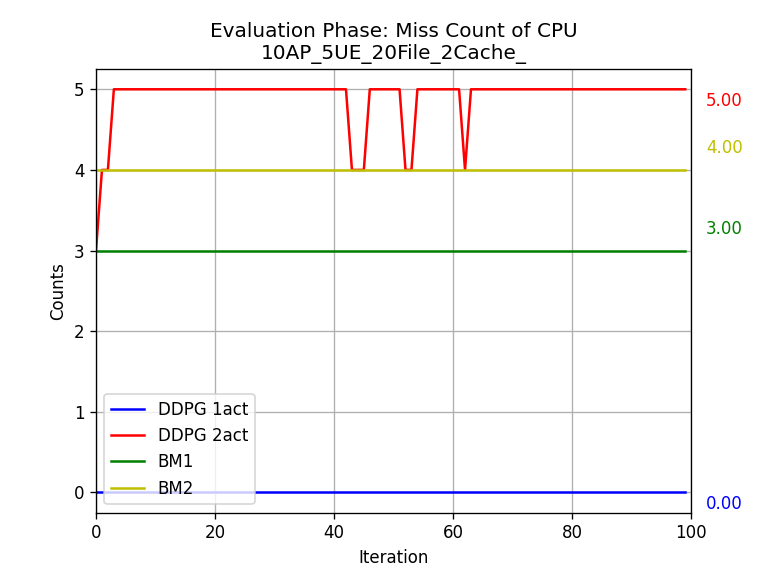 Evaluation Phase: Miss Count of CPU
10AP_5UE_20File_2Cache_
5
4
3
2
1
0
Counts
5.00
4.00
3.00
0.00
DDPG 1act
DDPG 2act
BM1
BM2
0 20 40 60 80 100
Iteration